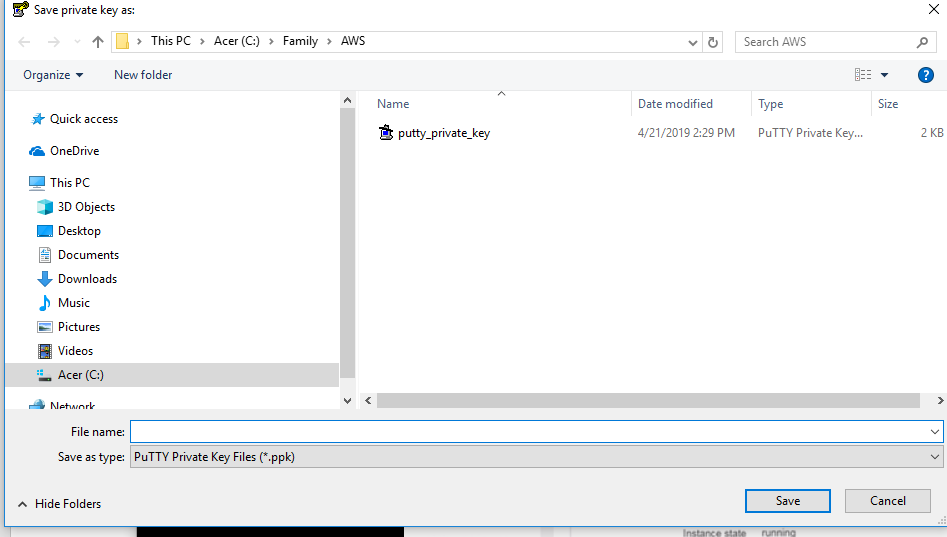 Save private key as:
This PC > Acer (C:) > Family > AWS
Search AWS
Organize
New folder
?
Name
Date modified
Type
Size
putty_private_key
4/21/2019 2:29 PM
PuTTY Private Key...
2 KB
Quick access
OneDrive
This PC
3D Objects
Desktop
Documents
Downloads
Music
Pictures
Videos
Acer (C:)
Network
File name:
Save as type:
PuTTY Private Key Files (*.ppk)
Hide Folders
Save
Cancel
Instance state
running